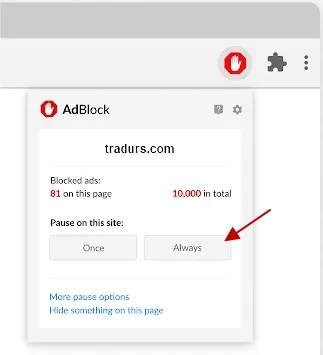 AdBlock
tradurs.com
Blocked ads:
81 on this page 10,000 in total
Pause on this site:
Once Always
More pause options
Hide something on this page